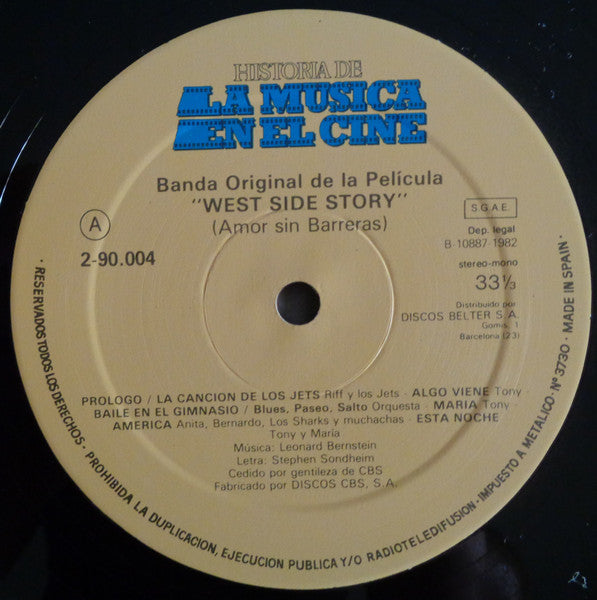 HISTORIA DE
LA MUSICA
EN EL CINE
Banda Original de la Película
"WEST SIDE STORY"
(Amor sin Barreras)
A
2-90.004
S.G.A.E.
Dep. legal
B-10887-1982
stereo-mono
33⅓
Distribuido por
DISCOS BELTER S.A.
Gomis, 1
Barcelona (23)
PROLOGO / LA CANCION DE LOS JETS Riff y los Jets - ALGO VIENE Tony -
BAILE EN EL GIMNASIO / Blues, Paseo, Salto Orquesta - MARIA Tony -
AMERICA Anita, Bernardo, Los Sharks y muchachas - ESTA NOCHE
Tony y María
Música: Leonard Bernstein
Letra: Stephen Sondheim
Cedido por gentileza de CBS
Fabricado por DISCOS CBS, S.A.
· RESERVADOS TODOS LOS DERECHOS · PROHIBIDA LA DUPLICACION, EJECUCION PUBLICA Y/O RADIOTELEDIFUSION - IMPUESTO A METALICO - Nº 3730 · MADE IN SPAIN ·